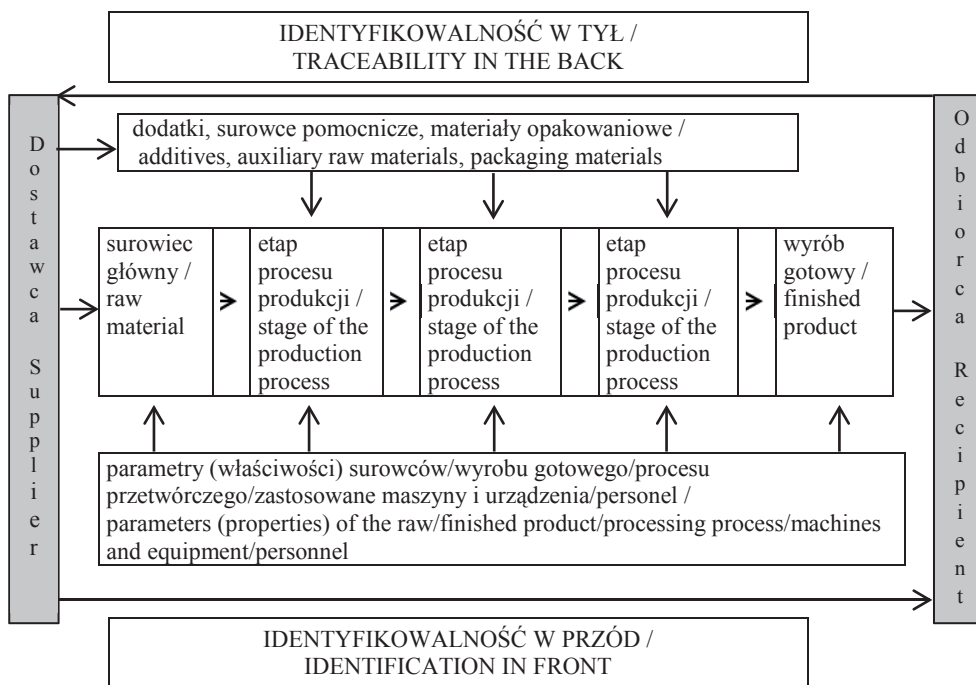 IDENTYFIKOWALNOŚĆ W TYŁ /
TRACEABILITY IN THE BACK
Dostawca Supplier
dodatki, surowce pomocnicze, materiały opakowaniowe /
additives, auxiliary raw materials, packaging materials
surowiec
główny /
raw
material
etap
procesu
produkcji /
stage of the
production
process
etap
procesu
produkcji /
stage of the
production
process
etap
procesu
produkcji /
stage of the
production
process
wyrób
gotowy /
finished
product
Odbiorca Recipient
parametry (właściwości) surowców/wyrobu gotowego/procesu
przetwórczego/zastosowane maszyny i urządzenia/personel /
parameters (properties) of the raw/finished product/processing process/machines
and equipment/personnel
IDENTYFIKOWALNOŚĆ W PRZÓD /
IDENTIFICATION IN FRONT